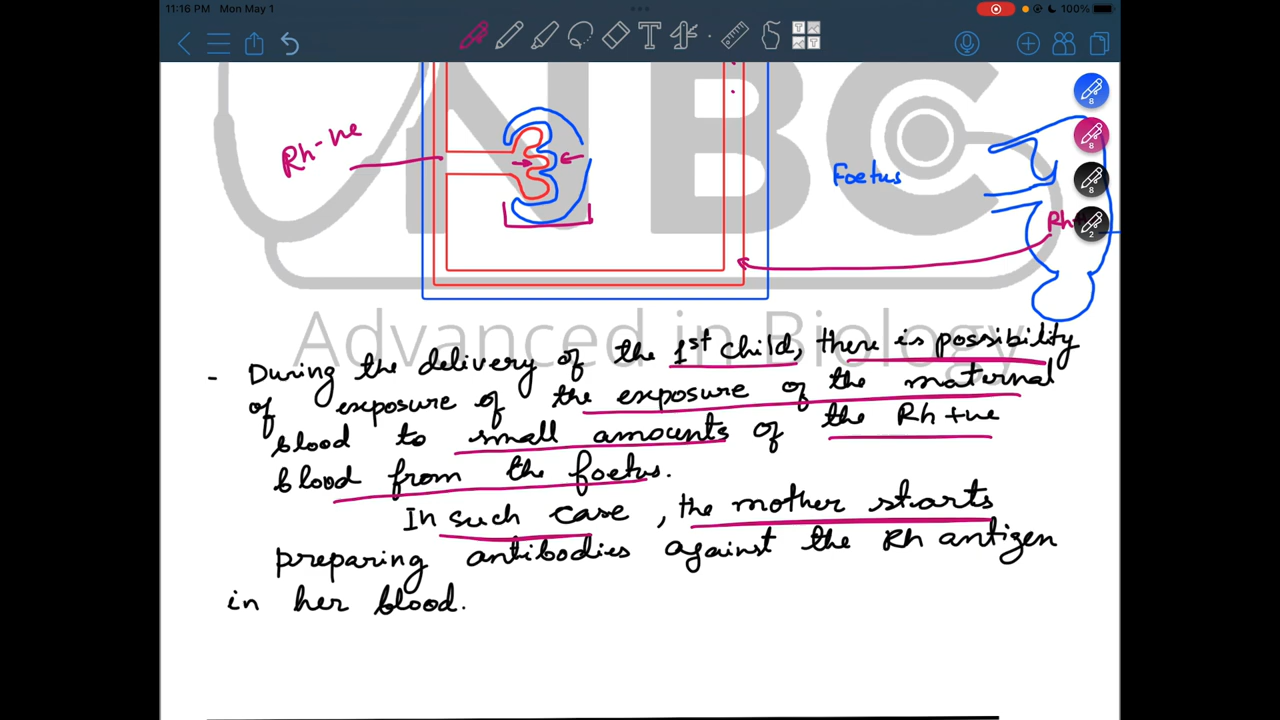 11:16 PM Mon May 1
100%
NBC
Rh-ve
Foetus
Advanced in Biology
- During the delivery of the 1st child, there is possibility
of exposure of the exposure of the maternal
blood to small amounts of the Rh+ve
blood from the foetus.
In such case, the mother starts
preparing antibodies against the Rh antigen
in her blood.